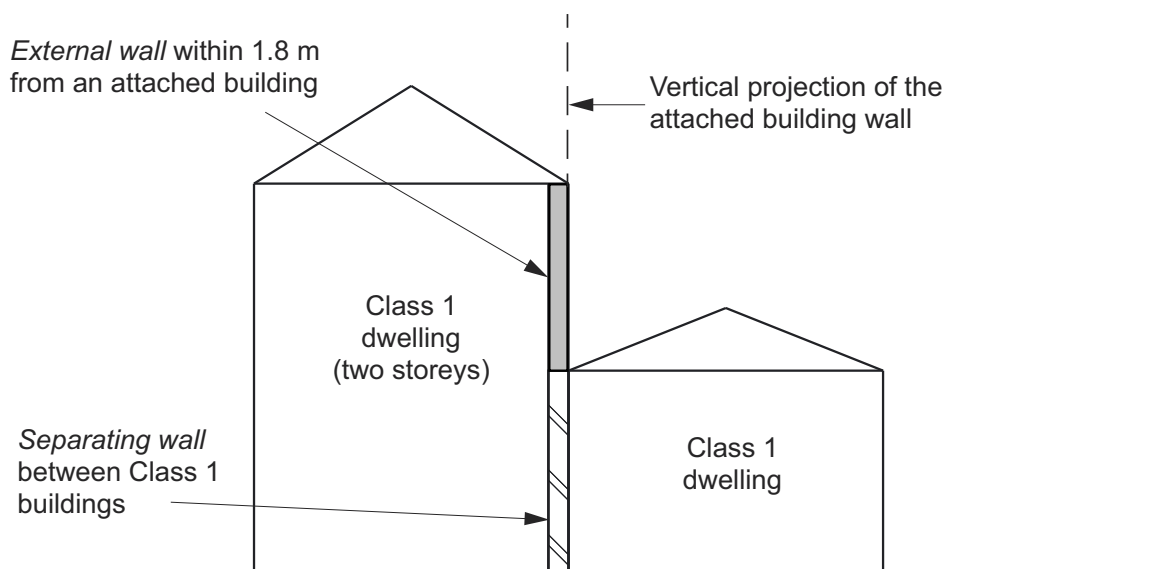 External wall within 1.8 m
from an attached building
Vertical projection of the
attached building wall
Class 1
dwelling
(two storeys)
Separating wall
between Class 1
buildings
Class 1
dwelling